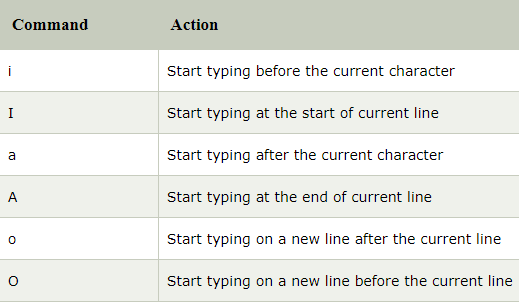 Command Action
i Start typing before the current character
I Start typing at the start of current line
a Start typing after the current character
A Start typing at the end of current line
o Start typing on a new line after the current line
O Start typing on a new line before the current line